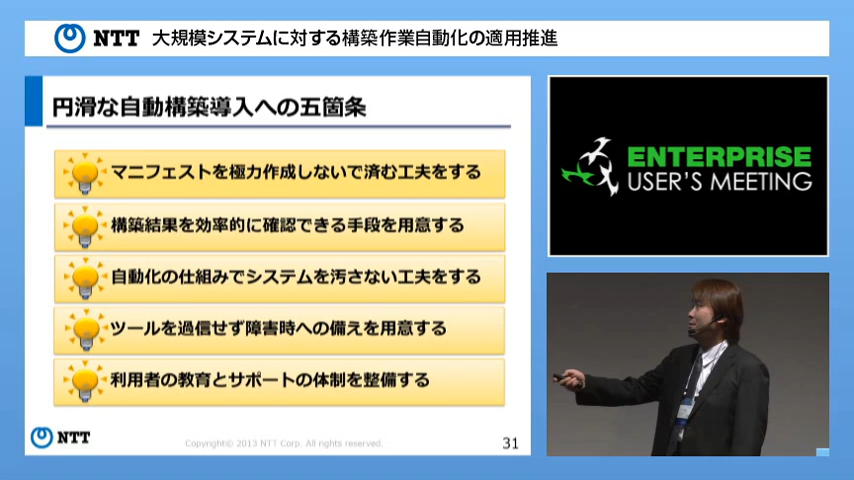 NTT 大規模システムに対する構築作業自動化の適用推進
円滑な自動構築導入への五箇条
マニフェストを極力作成しないで済む工夫をする
構築結果を効率的に確認できる手段を用意する
自動化の仕組みでシステムを汚さない工夫をする
ツールを過信せず障害時への備えを用意する
利用者の教育とサポートの体制を整備する
NTT
Copyright© 2013 NTT Corp. All rights reserved.
31
ENTERPRISE
USER'S MEETING